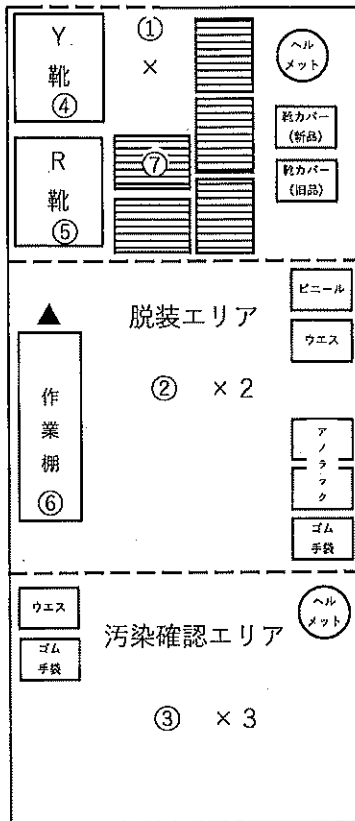 Y
靴
④
①
×
ヘル
メット
靴カバー
(新品)
R
靴
⑤
⑦
靴カバー
(旧品)
脱装エリア
ビニール
ウエス
▲
作
業
棚
⑥
② ×2
アノラック
ゴム
手袋
ウエス
ゴム
手袋
汚染確認エリア
ヘル
メット
③ ×3